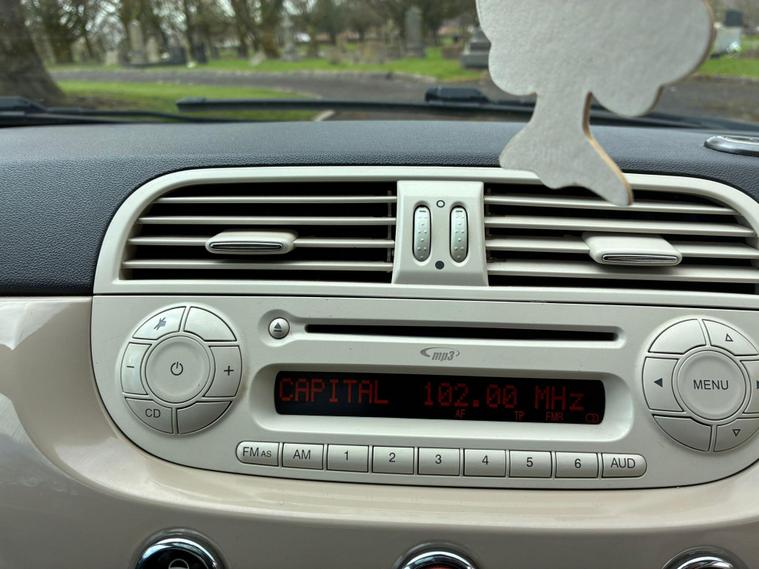 mp3
CAPITAL 102.00 MHz
AF TP FMA CD
- +
CD
MENU
FM AS AM 1 2 3 4 5 6 AUD